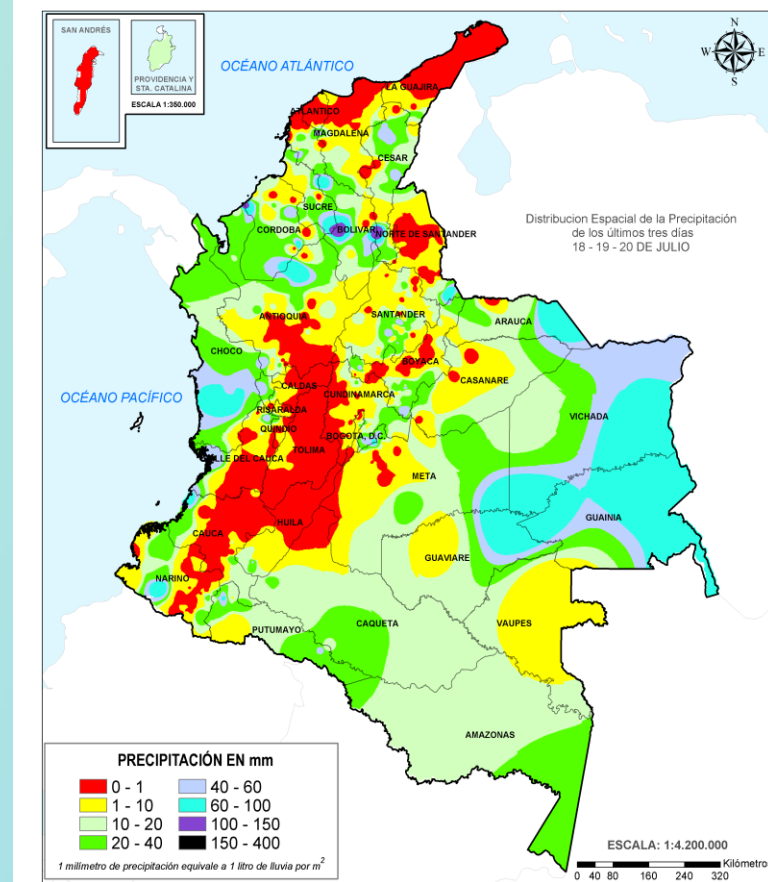 SAN ANDRÉS
PROVIDENCIA Y
STA. CATALINA
ESCALA 1:350.000
N
W
E
S
OCÉANO ATLÁNTICO
LA GUAJIRA
ATLANTICO
MAGDALENA
CESAR
SUCRE
CORDOBA
BOLIVAR
NORTE DE SANTANDER
Distribucion Espacial de la Precipitación
de los últimos tres días
18 - 19 - 20 DE JULIO
ANTIOQUIA
SANTANDER
ARAUCA
CHOCO
BOYACA
CASANARE
OCÉANO PACÍFICO
CALDAS
CUNDINAMARCA
RISARALDA
VICHADA
QUINDIO
BOGOTA, D.C.
TOLIMA
VALLE DEL CAUCA
META
HUILA
GUAINIA
CAUCA
GUAVIARE
NARIÑO
PUTUMAYO
CAQUETA
VAUPES
AMAZONAS
PRECIPITACIÓN EN mm
0 - 1
40 - 60
1 - 10
60 - 100
10 - 20
100 - 150
20 - 40
150 - 400
1 milímetro de precipitación equivale a 1 litro de lluvia por m2
ESCALA: 1:4.200.000
Kilómetros
0 40 80 160 240 320